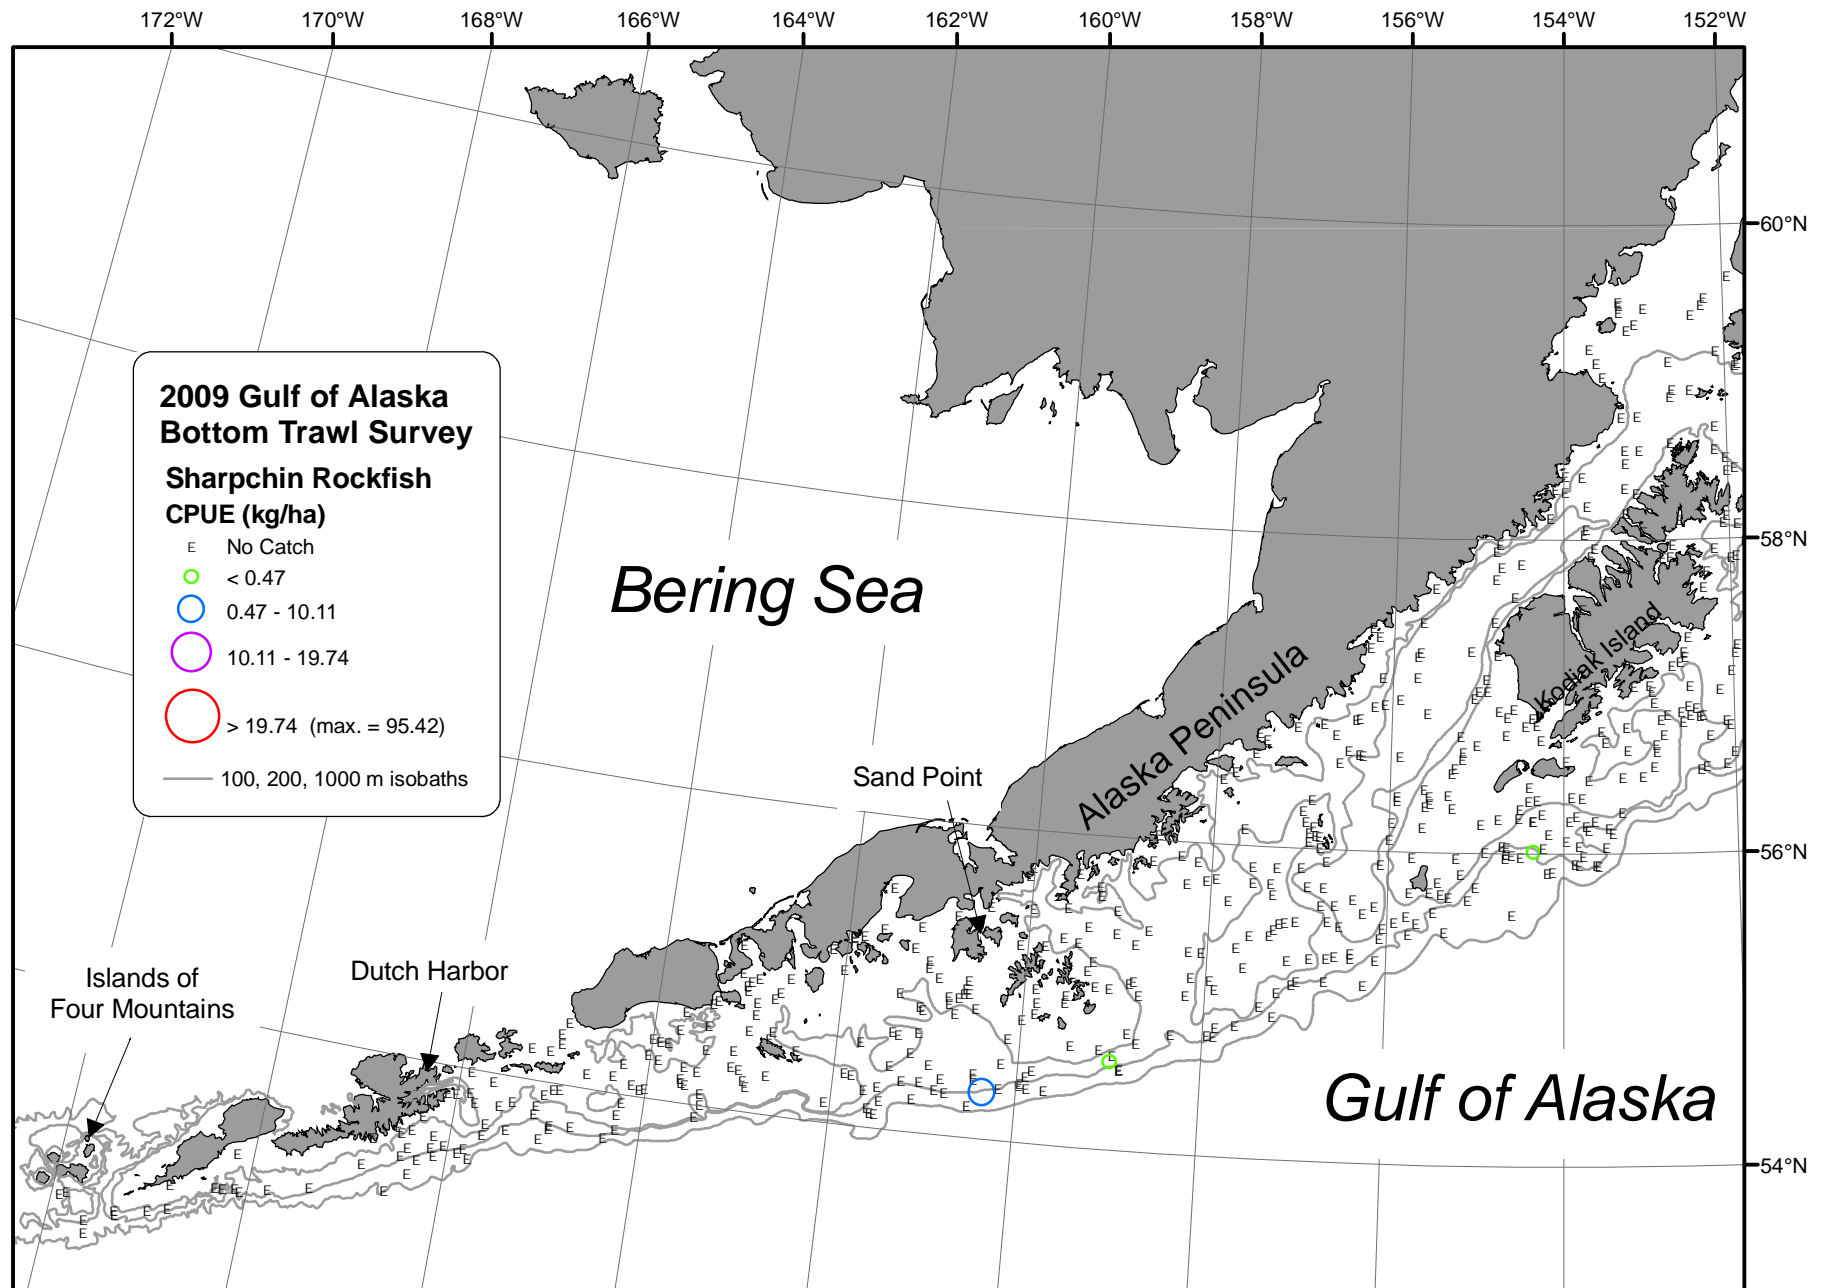 172°W 170°W 168°W 166°W 164°W 162°W 160°W 158°W 156°W 154°W 152°W
60°N
58°N
56°N
54°N
2009 Gulf of Alaska
Bottom Trawl Survey
Sharpchin Rockfish
CPUE (kg/ha)
E No Catch
< 0.47
0.47 - 10.11
10.11 - 19.74
> 19.74 (max. = 95.42)
100, 200, 1000 m isobaths
Bering Sea
Alaska Peninsula
Kodiak Island
Sand Point
Dutch Harbor
Islands of
Four Mountains
Gulf of Alaska